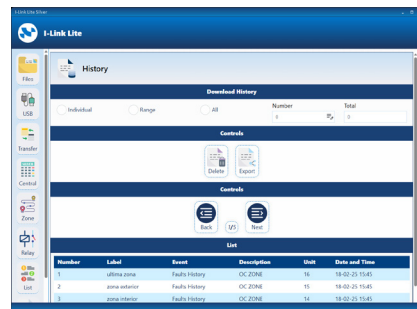 I-Link Lite Silver
I-Link Lite
Files
USB
Transfer
Central
Zone
Relay
List
History
Download History
Individual
Range
All
Number
Total
0
Controls
Delete
Export
Controls
Back
1/3
Next
List
Number Label Event Description Unit Date and Time
1 ultima zona Faults History OC ZONE 16 18-02-25 15:45
2 zona exterior Faults History OC ZONE 15 18-02-25 15:45
3 zona interior Faults History OC ZONE 14 18-02-25 15:45